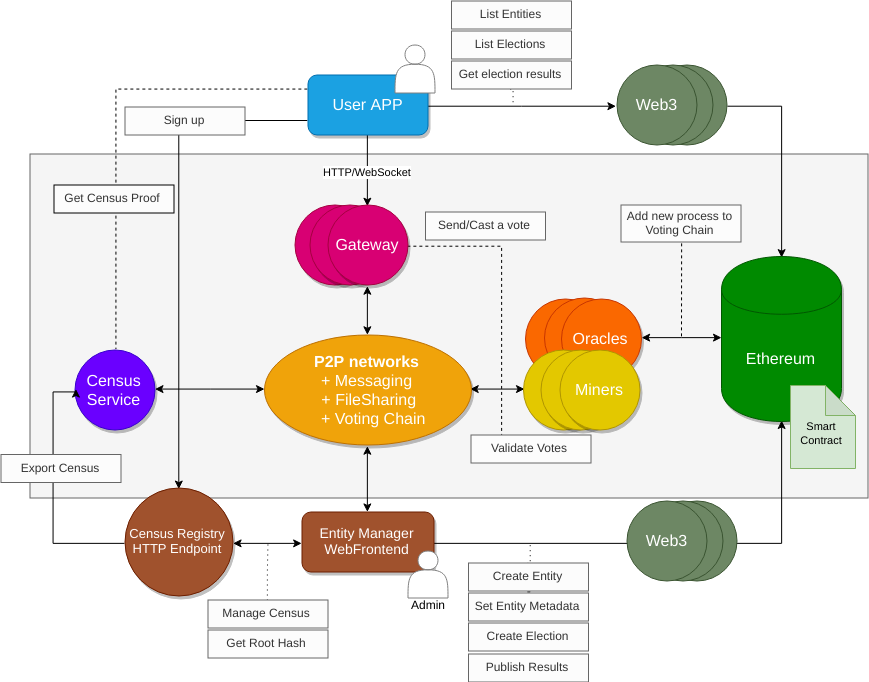 List Entities
List Elections
Get election results
User APP
Web3
Sign up
HTTP/WebSocket
Get Census Proof
Gateway
Send/Cast a vote
Add new process to
Voting Chain
Oracles
Ethereum
P2P networks
+ Messaging
+ FileSharing
+ Voting Chain
Census
Service
Miners
Smart
Contract
Validate Votes
Export Census
Census Registry
HTTP Endpoint
Entity Manager
WebFrontend
Web3
Admin
Create Entity
Set Entity Metadata
Create Election
Publish Results
Manage Census
Get Root Hash